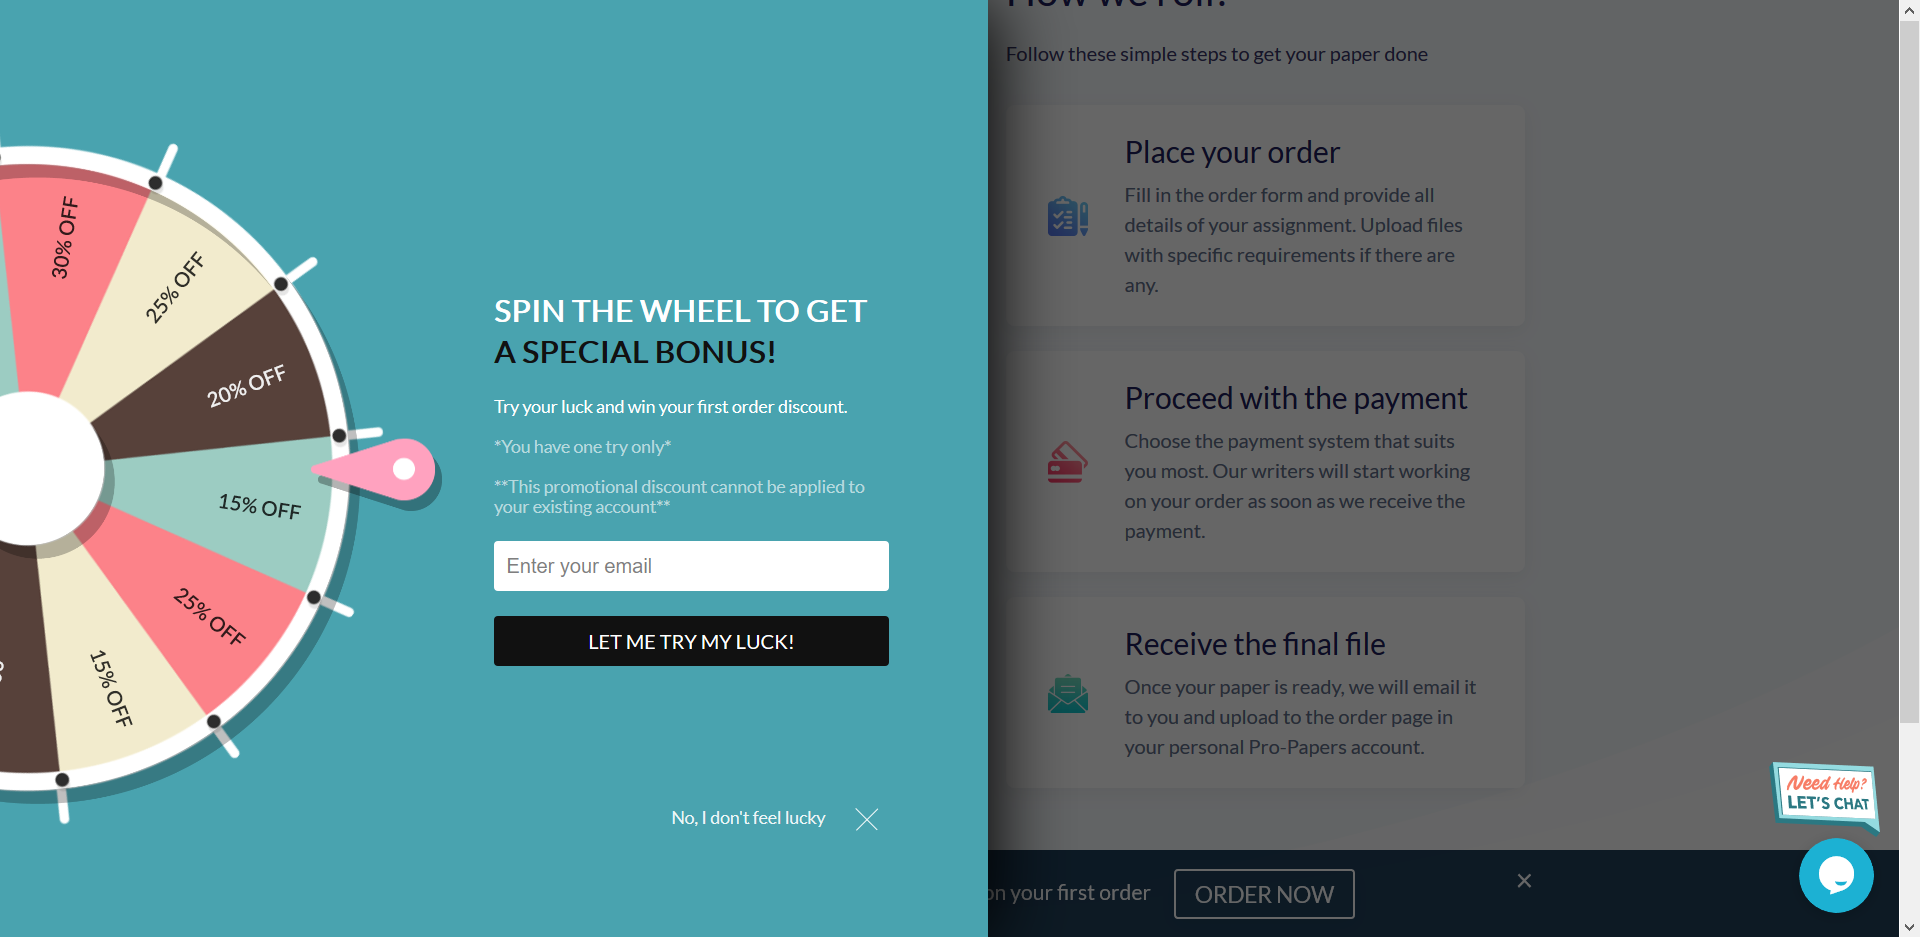 30% OFF
25% OFF
20% OFF
15% OFF
25% OFF
15% OFF
SPIN THE WHEEL TO GET
A SPECIAL BONUS!
Try your luck and win your first order discount.
*You have one try only*
**This promotional discount cannot be applied to
your existing account**
Enter your email
LET ME TRY MY LUCK!
No, I don't feel lucky
How we roll?
Follow these simple steps to get your paper done
Place your order
Fill in the order form and provide all
details of your assignment. Upload files
with specific requirements if there are
any.
Proceed with the payment
Choose the payment system that suits
you most. Our writers will start working
on your order as soon as we receive the
payment.
Receive the final file
Once your paper is ready, we will email it
to you and upload to the order page in
your personal Pro-Papers account.
Need Help?
LET'S CHAT
on your first order
ORDER NOW